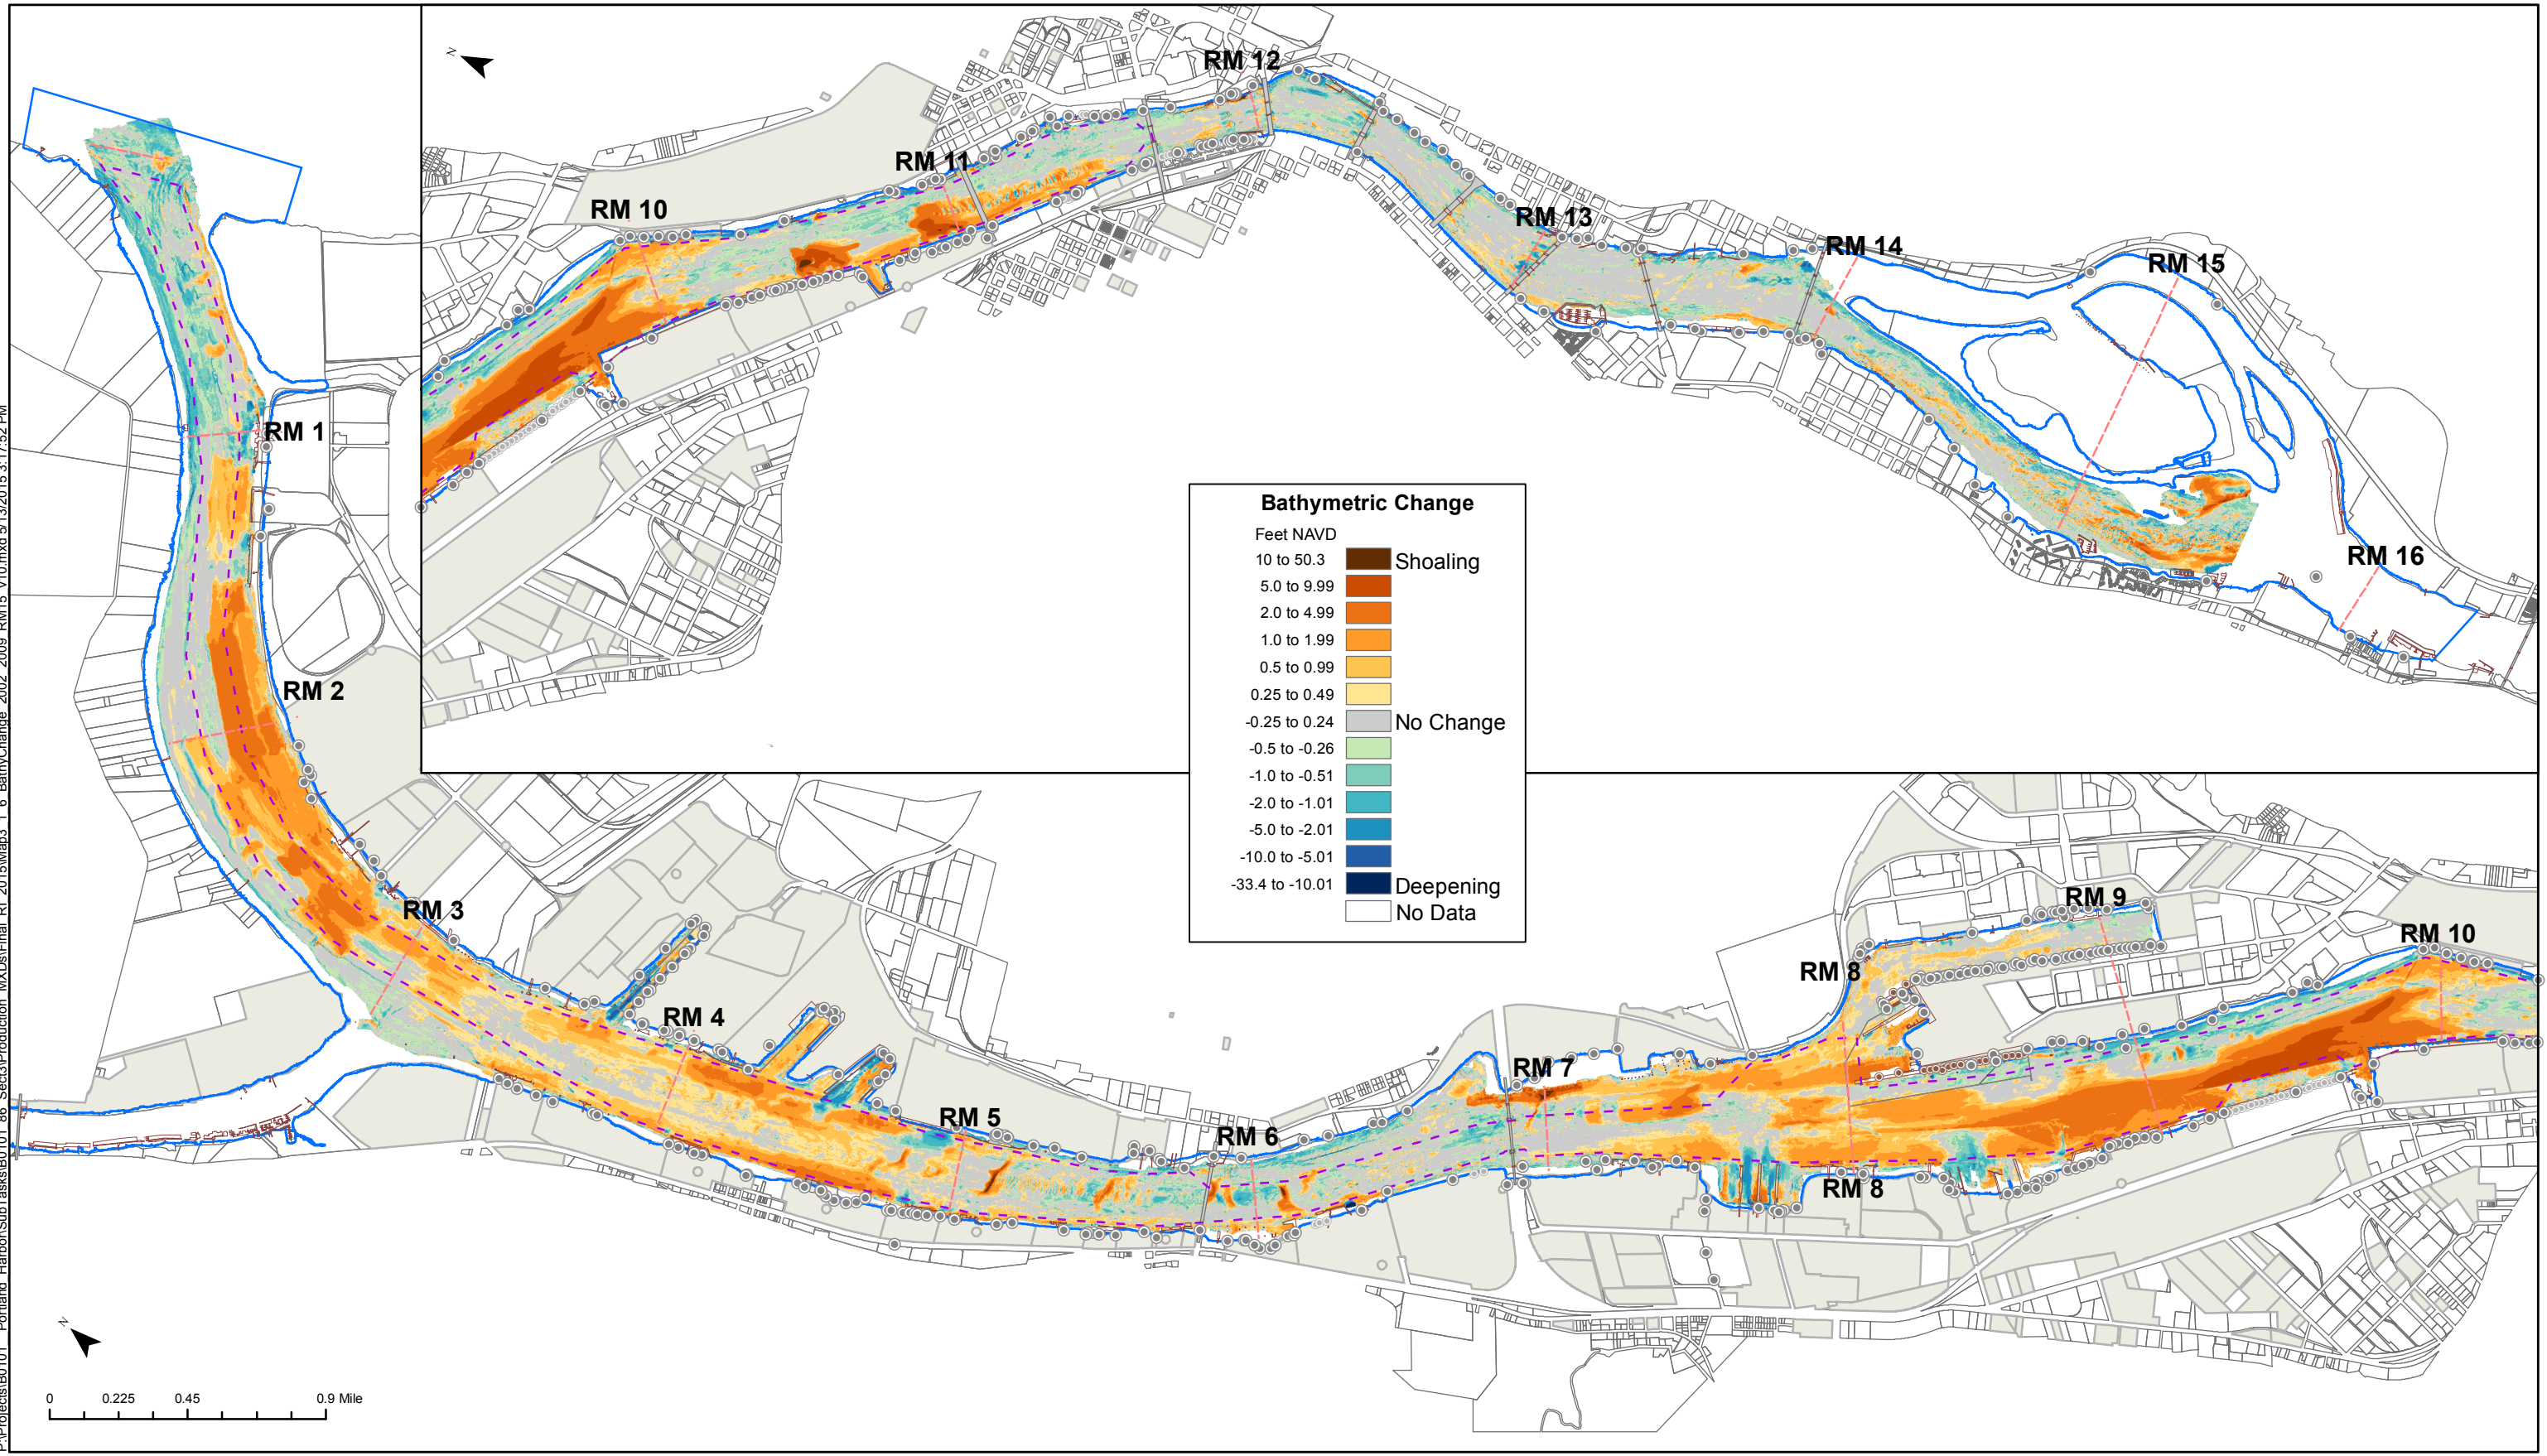 N
RM 12
RM 11
RM 10
RM 13
RM 14
RM 15
RM 16
RM 1
RM 2
RM 3
RM 4
RM 5
RM 6
RM 7
RM 8
RM 8
RM 9
RM 10
Bathymetric Change
Feet NAVD
10 to 50.3 Shoaling
5.0 to 9.99
2.0 to 4.99
1.0 to 1.99
0.5 to 0.99
0.25 to 0.49
-0.25 to 0.24 No Change
-0.5 to -0.26
-1.0 to -0.51
-2.0 to -1.01
-5.0 to -2.01
-10.0 to -5.01
-33.4 to -10.01 Deepening
No Data
N
0 0.225 0.45 0.9 Mile